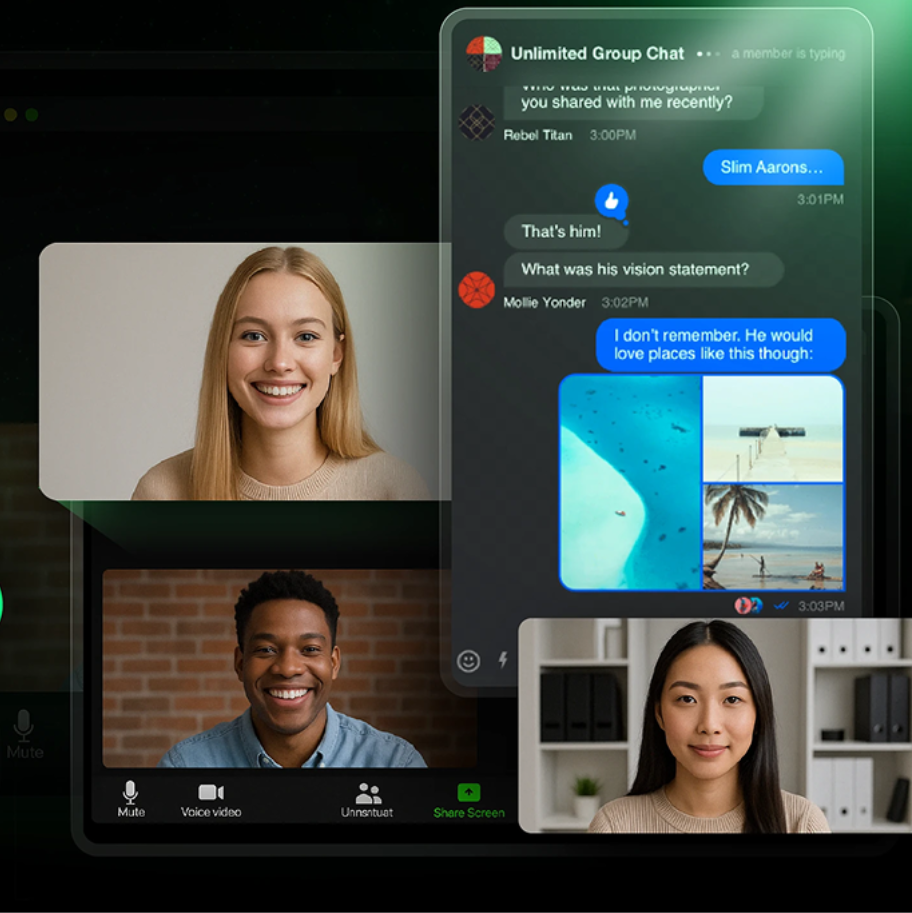 Unlimited Group Chat
a member is typing
Who was that photographer
you shared with me recently?
Rebel Titan 3:00PM
Slim Aarons...
3:01PM
That's him!
What was his vision statement?
Mollie Yonder 3:02PM
I don't remember. He would
love places like this though:
3:03PM
Mute
Mute
Voice video
Unnsntuat
Share Screen